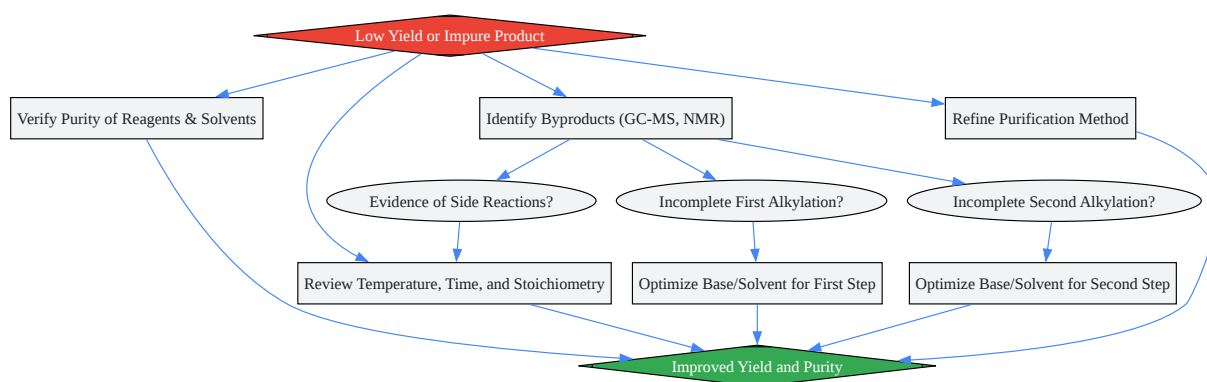 Low Yield or Impure Product
Verify Purity of Reagents & Solvents
Identify Byproducts (GC-MS, NMR)
Refine Purification Method
Evidence of Side Reactions?
Incomplete First Alkylation?
Incomplete Second Alkylation?
Review Temperature, Time, and Stoichiometry
Optimize Base/Solvent for First Step
Optimize Base/Solvent for Second Step
Improved Yield and Purity